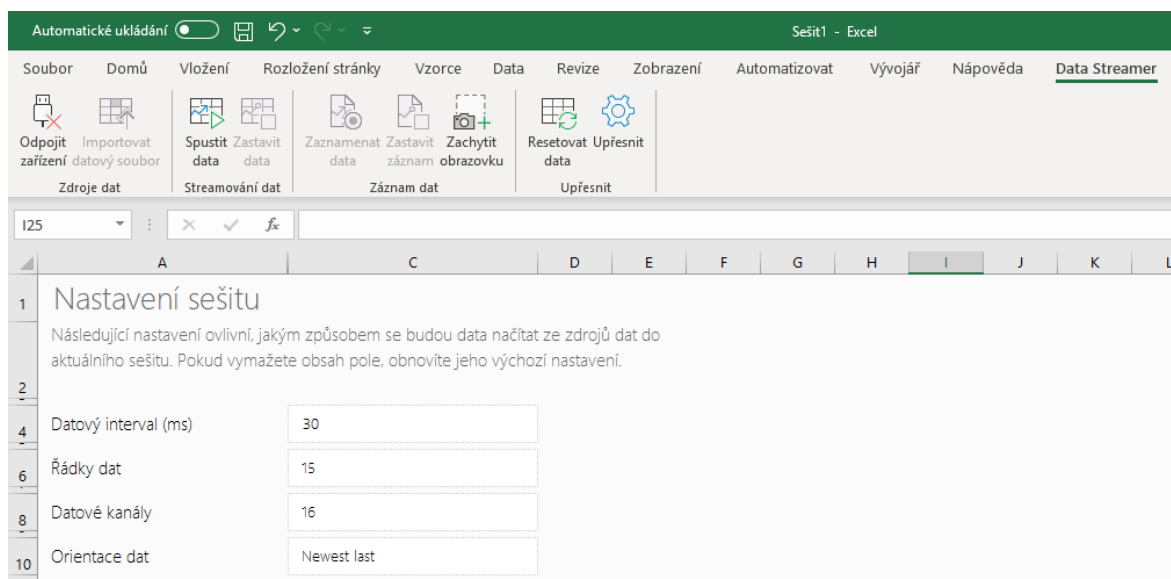 Automatické ukládání
Sešit1 - Excel
Soubor Domů Vložení Rozložení stránky Vzorce Data Revize Zobrazení Automatizovat Vývojář Nápověda Data Streamer
Odpojit zařízení
Importovat datový soubor
Spustit data
Zastavit data
Zaznamenat data
Zastavit záznam
Zachytit obrazovku
Resetovat data
Upřesnit
Zdroje dat Streamování dat Záznam dat Upřesnit
I25 fx
A C D E F G H I J K L
1 Nastavení sešitu
Následující nastavení ovlivní, jakým způsobem se budou data načítat ze zdrojů dat do
2 aktuálního sešitu. Pokud vymažete obsah pole, obnovíte jeho výchozí nastavení.
4 Datový interval (ms) 30
6 Řádky dat 15
8 Datové kanály 16
10 Orientace dat Newest last